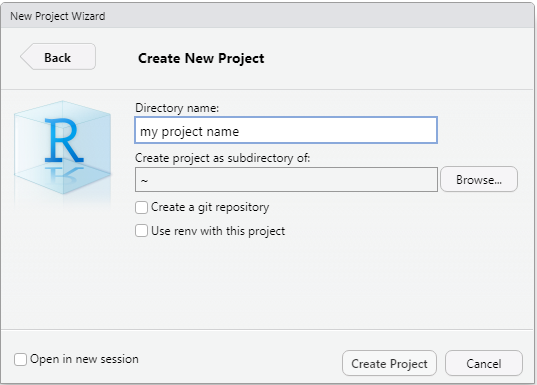 New Project Wizard
Back
Create New Project
R
Directory name:
my project name
Create project as subdirectory of:
~
Browse...
Create a git repository
Use renv with this project
Open in new session
Create Project
Cancel